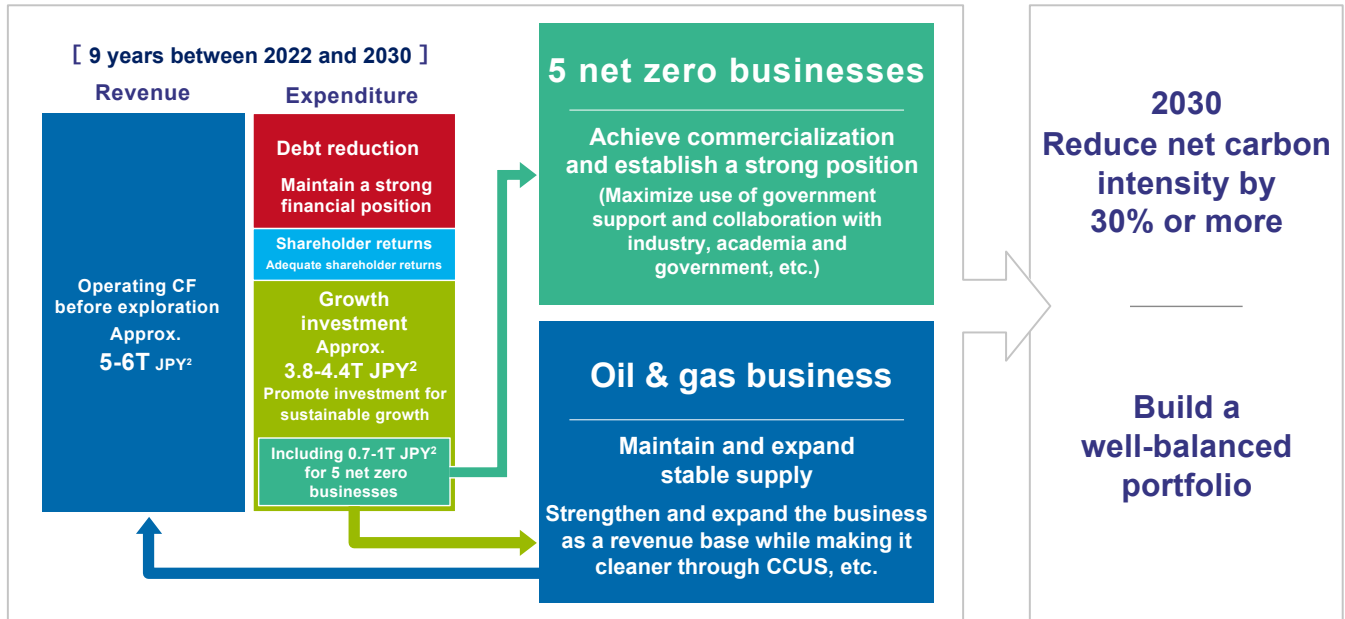 [ 9 years between 2022 and 2030 ]
Revenue
Expenditure
Operating CF
before exploration
Approx.
5-6T JPY²
Debt reduction
Maintain a strong
financial position
Shareholder returns
Adequate shareholder returns
Growth
investment
Approx.
3.8-4.4T JPY²
Promote investment for
sustainable growth
Including 0.7-1T JPY²
for 5 net zero
businesses
5 net zero businesses
Achieve commercialization
and establish a strong position
(Maximize use of government
support and collaboration with
industry, academia and
government, etc.)
Oil & gas business
Maintain and expand
stable supply
Strengthen and expand the business
as a revenue base while making it
cleaner through CCUS, etc.
2030
Reduce net carbon
intensity by
30% or more
Build a
well-balanced
portfolio